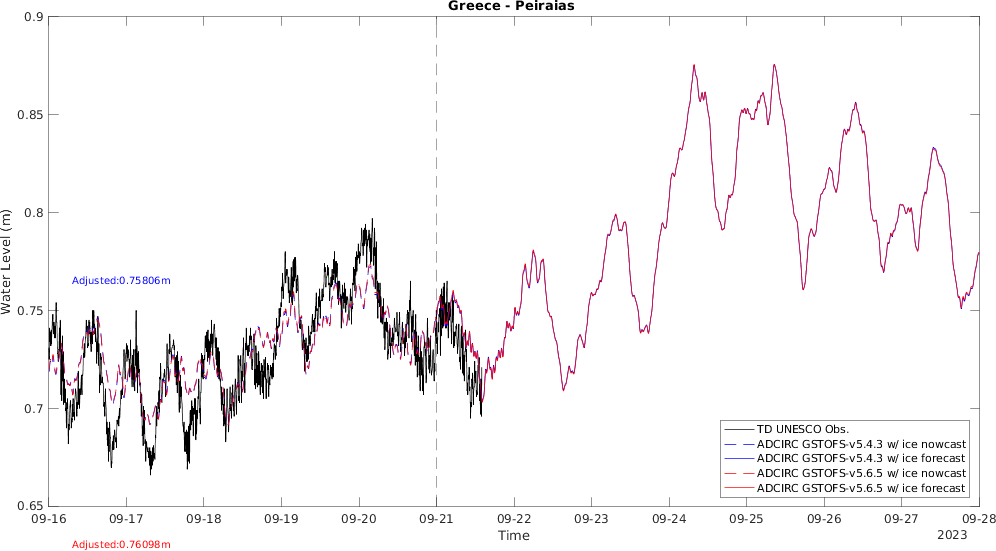 Greece - Peiraias
0.9
0.85
0.8
Water Level (m)
Adjusted:0.75806m
0.75
0.7
0.65
TD UNESCO Obs.
ADCIRC GSTOFS-v5.4.3 w/ ice nowcast
ADCIRC GSTOFS-v5.4.3 w/ ice forecast
ADCIRC GSTOFS-v5.6.5 w/ ice nowcast
ADCIRC GSTOFS-v5.6.5 w/ ice forecast
09-16 09-17 09-18 09-19 09-20 09-21 09-22 09-23 09-24 09-25 09-26 09-27 09-28
Time
2023
Adjusted:0.76098m